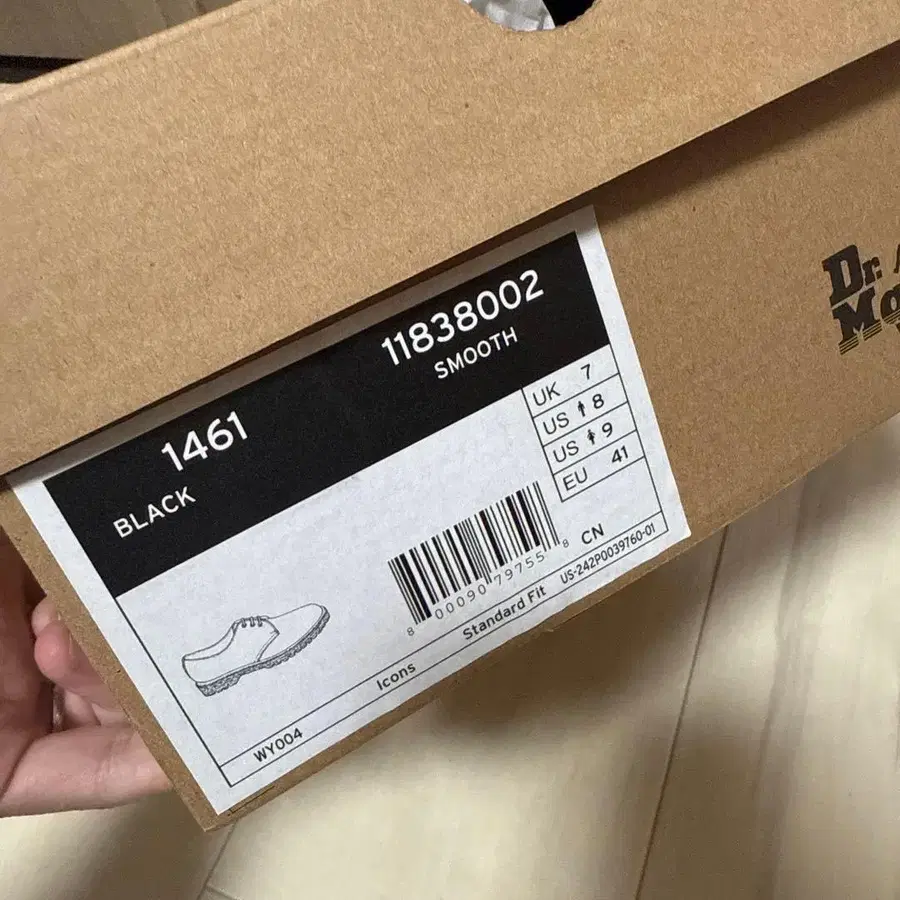 Dr.
1461
BLACK
11838002
SMOOTH
UK 7
US 8
US 9
EU 41
8 00090 79755 8
CN
WY004 Icons Standard Fit US-242P0039760-01